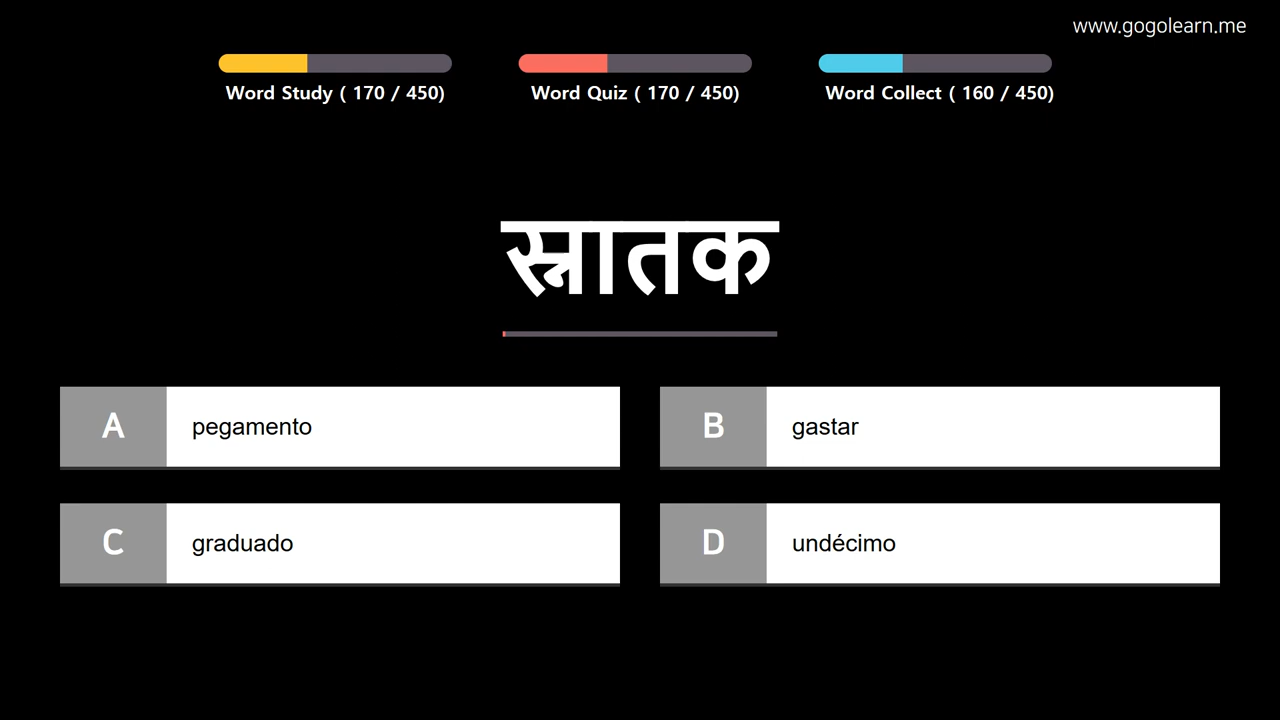 www.gogolearn.me
Word Study ( 170 / 450)
Word Quiz ( 170 / 450)
Word Collect ( 160 / 450)
स्नातक
A pegamento
B gastar
C graduado
D undécimo